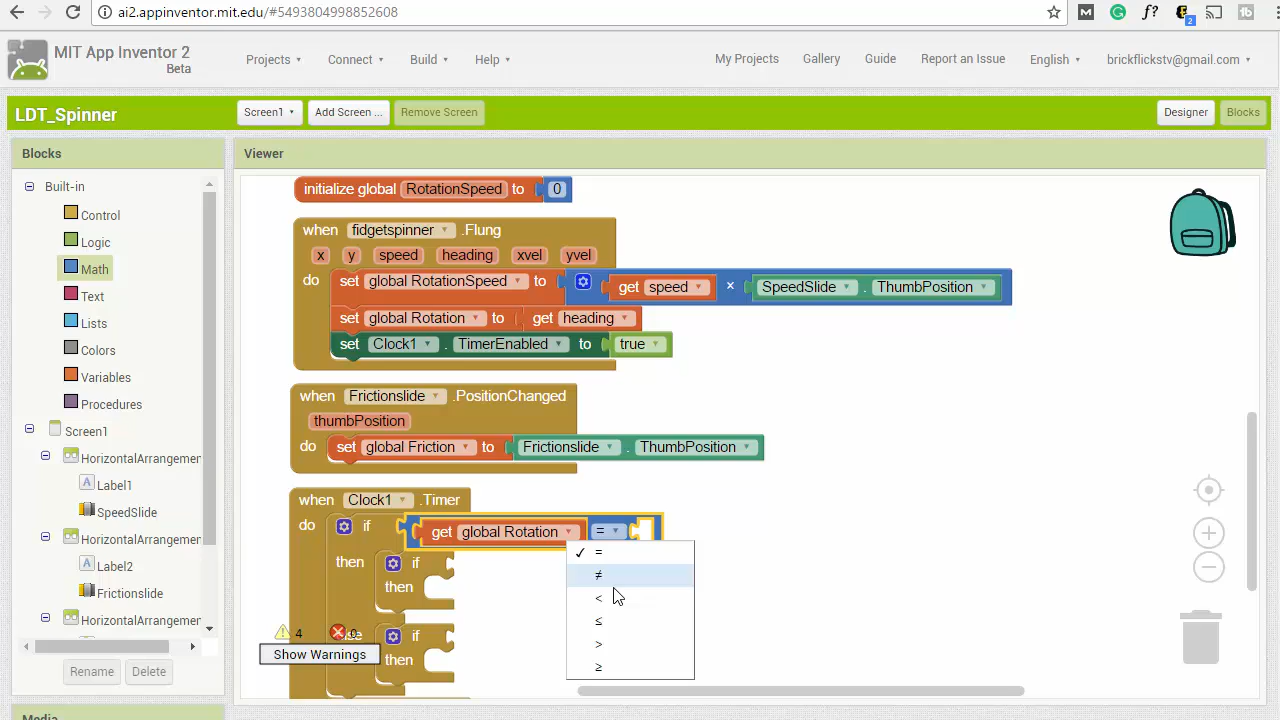 ai2.appinventor.mit.edu/#5493804998852608
MIT App Inventor 2
Beta
Projects Connect Build Help My Projects Gallery Guide Report an Issue English brickflickstv@gmail.com
LDT_Spinner Screen1 Add Screen ... Remove Screen Designer Blocks
Blocks
Viewer
Built-in
Control
Logic
Math
Text
Lists
Colors
Variables
Procedures
Screen1
HorizontalArrangemen
Label1
SpeedSlide
HorizontalArrangemen
Label2
Frictionslide
HorizontalArrangemen
Rename Delete
Media
initialize global RotationSpeed to 0
when fidgetspinner .Flung
x y speed heading xvel yvel
do set global RotationSpeed to get speed × SpeedSlide . ThumbPosition
set global Rotation to get heading
set Clock1 . TimerEnabled to true
when Frictionslide .PositionChanged
thumbPosition
do set global Friction to Frictionslide . ThumbPosition
when Clock1 .Timer
do if get global Rotation =
✓ =
≠
<
≤
>
≥
then if
then
if
then
4
Show Warnings